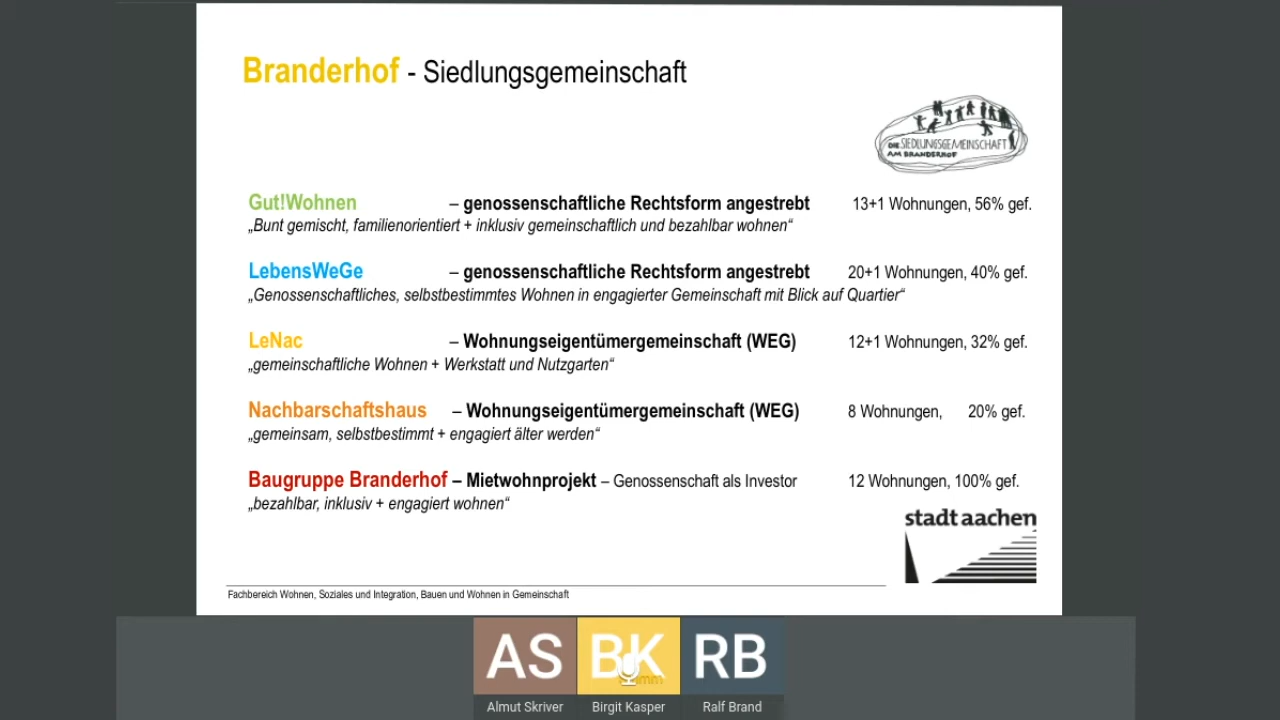 Branderhof - Siedlungsgemeinschaft
DIE SIEDLUNGSGEMEINSCHAFT
AM BRANDERHOF
Gut!Wohnen – genossenschaftliche Rechtsform angestrebt 13+1 Wohnungen, 56% gef.
„Bunt gemischt, familienorientiert + inklusiv gemeinschaftlich und bezahlbar wohnen“
LebensWeGe – genossenschaftliche Rechtsform angestrebt 20+1 Wohnungen, 40% gef.
„Genossenschaftliches, selbstbestimmtes Wohnen in engagierter Gemeinschaft mit Blick auf Quartier“
LeNac – Wohnungseigentümergemeinschaft (WEG) 12+1 Wohnungen, 32% gef.
„gemeinschaftliche Wohnen + Werkstatt und Nutzgarten“
Nachbarschaftshaus – Wohnungseigentümergemeinschaft (WEG) 8 Wohnungen, 20% gef.
„gemeinsam, selbstbestimmt + engagiert älter werden“
Baugruppe Branderhof – Mietwohnprojekt – Genossenschaft als Investor 12 Wohnungen, 100% gef.
„bezahlbar, inklusiv + engagiert wohnen“
stadt aachen
Fachbereich Wohnen, Soziales und Integration, Bauen und Wohnen in Gemeinschaft
AS BK RB
Almut Skriver Birgit Kasper Ralf Brand